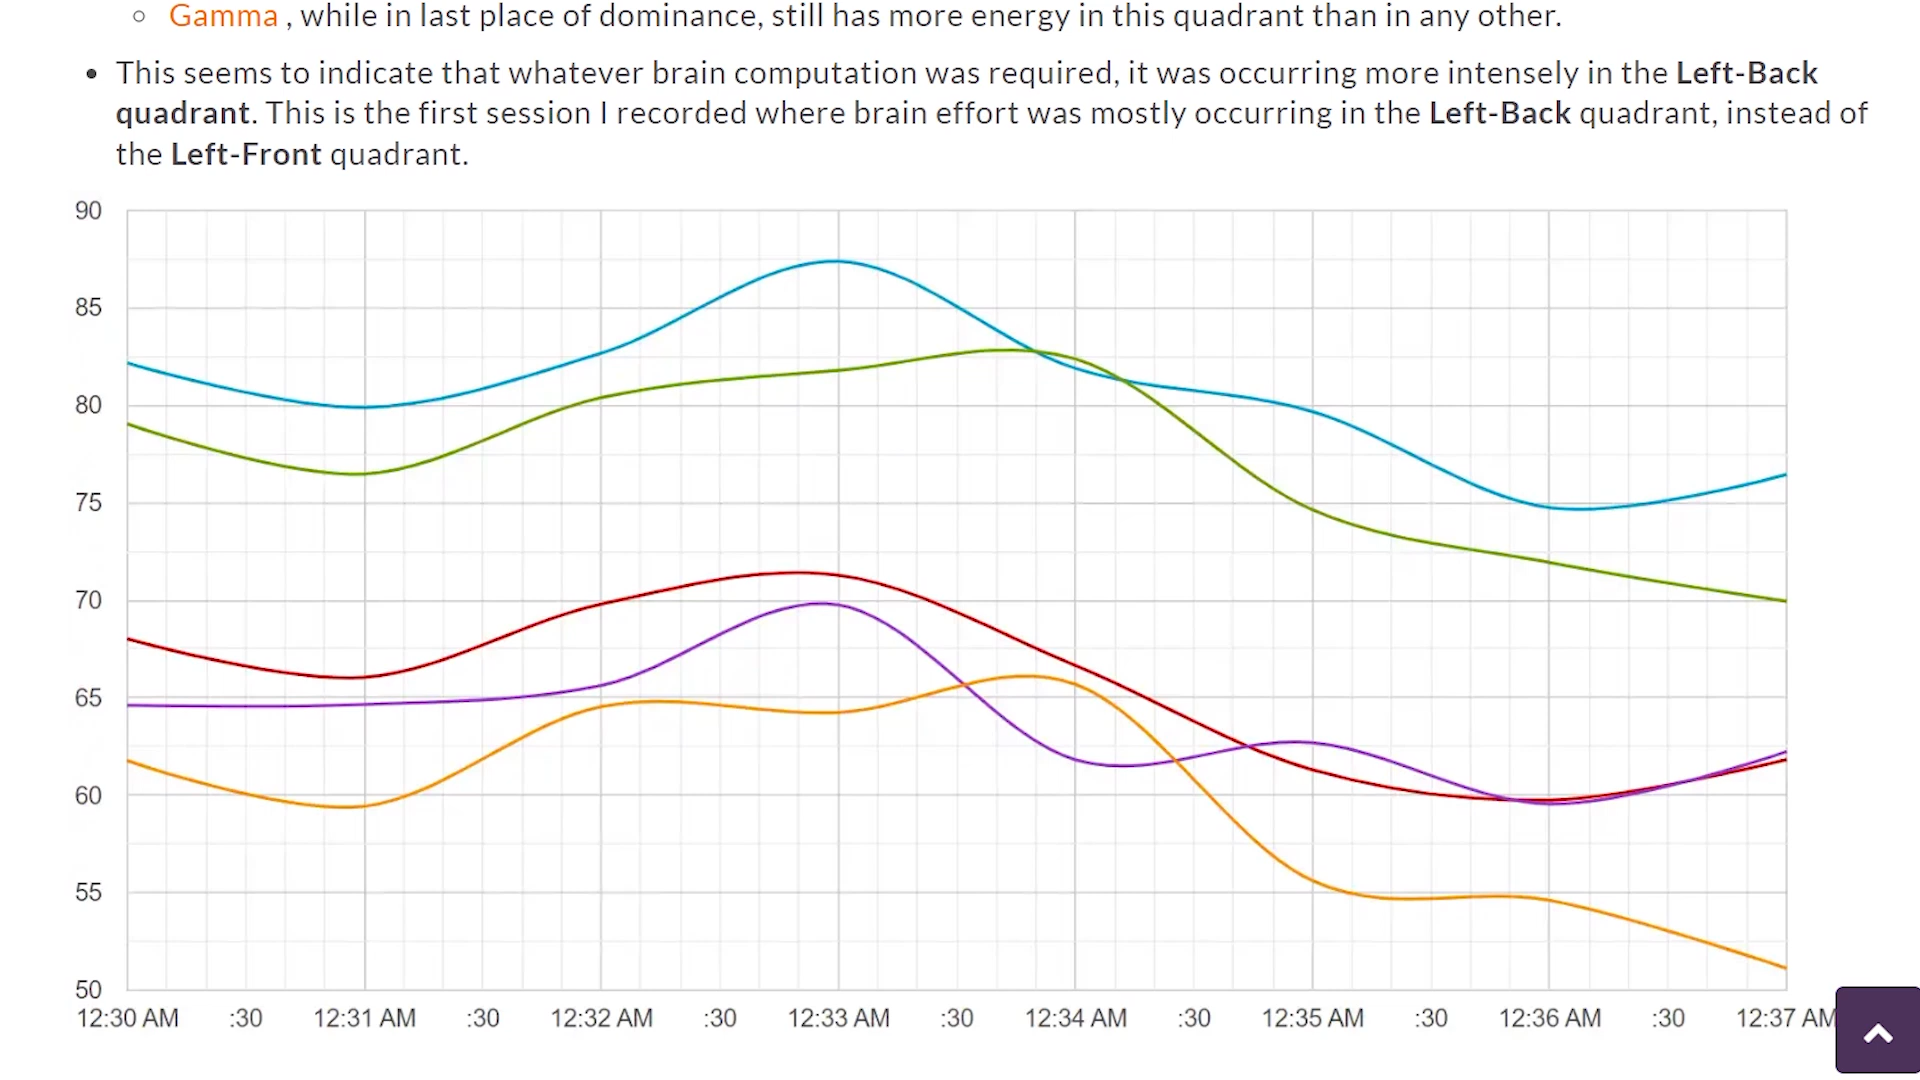 Gamma , while in last place of dominance, still has more energy in this quadrant than in any other.
This seems to indicate that whatever brain computation was required, it was occurring more intensely in the Left-Back
quadrant. This is the first session I recorded where brain effort was mostly occurring in the Left-Back quadrant, instead of
the Left-Front quadrant.
90
85
80
75
70
65
60
55
50
12:30 AM :30 12:31 AM :30 12:32 AM :30 12:33 AM :30 12:34 AM :30 12:35 AM :30 12:36 AM :30 12:37 AM